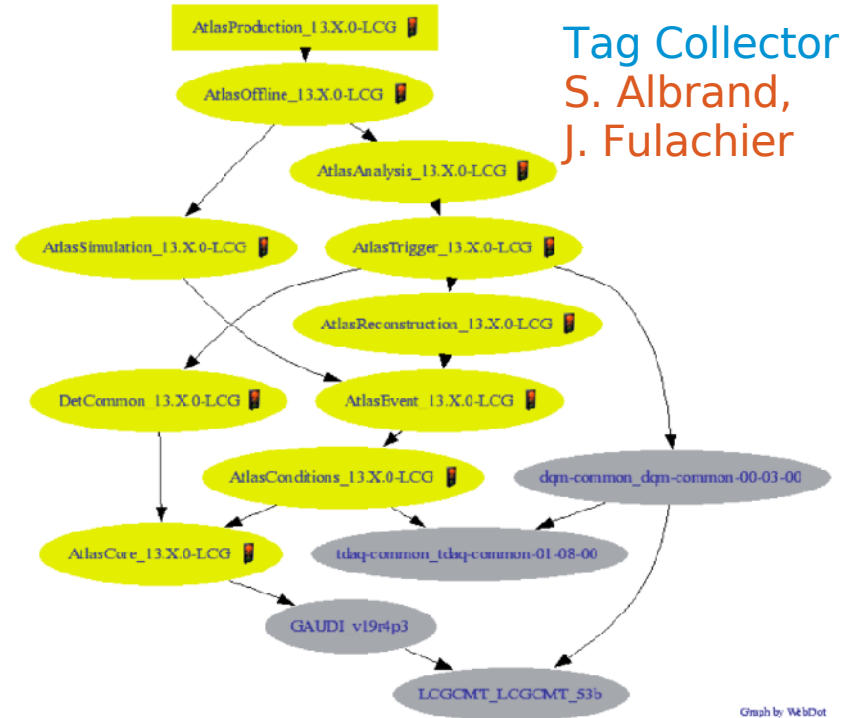 AtlasProduction_13.X.0-LCG
Tag Collector
S. Albrand,
J. Fulachier
AtlasOffline_13.X.0-LCG
AtlasAnalysis_13.X.0-LCG
AtlasSimulation_13.X.0-LCG
AtlasTrigger_13.X.0-LCG
AtlasReconstruction_13.X.0-LCG
DetCommon_13.X.0-LCG
AtlasEvent_13.X.0-LCG
AtlasConditions_13.X.0-LCG
dqm-common_dqm-common-00-03-00
AtlasCore_13.X.0-LCG
tdaq-common_tdaq-common-01-08-00
GAUDI_v19r4p3
LCGCMT_LCGCMT_53b
Graph by WebDot